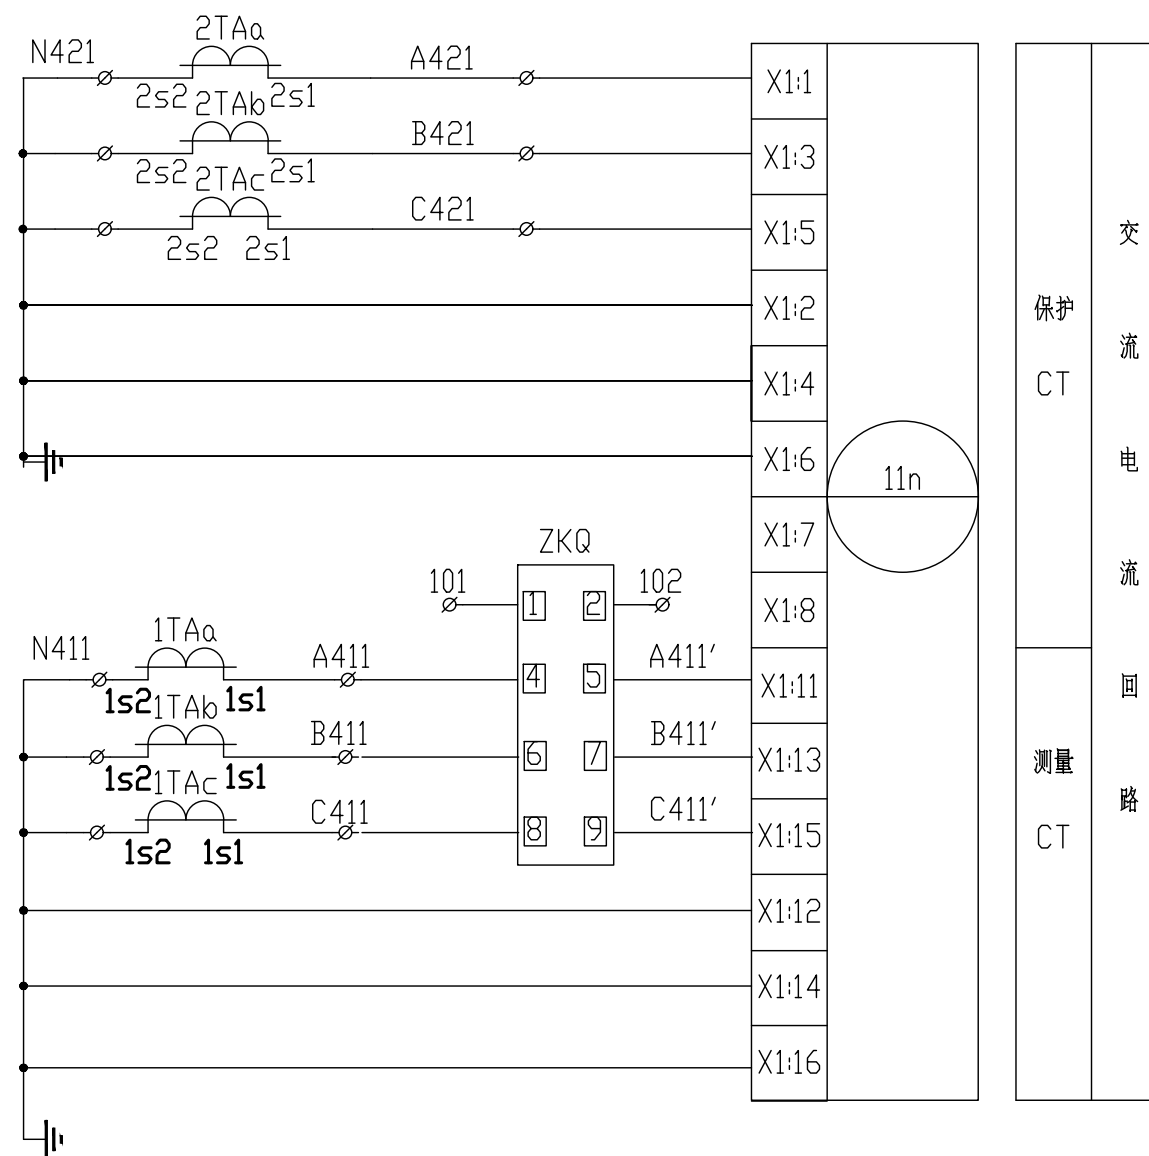 N421 2TAa A421 X1:1
2s2 2s1
2TAb B421 X1:3
2s2 2s1
2TAc C421 X1:5
2s2 2s1
X1:2
X1:4
X1:6
11n
X1:7
X1:8
保护
CT
ZKQ
101 1 2 102
N411 1TAa A411 4 5 A411′ X1:11
1s2 1s1
1TAb B411 6 7 B411′ X1:13
1s2 1s1
1TAc C411 8 9 C411′ X1:15
1s2 1s1
X1:12
X1:14
X1:16
测量
CT
交
流
电
流
回
路